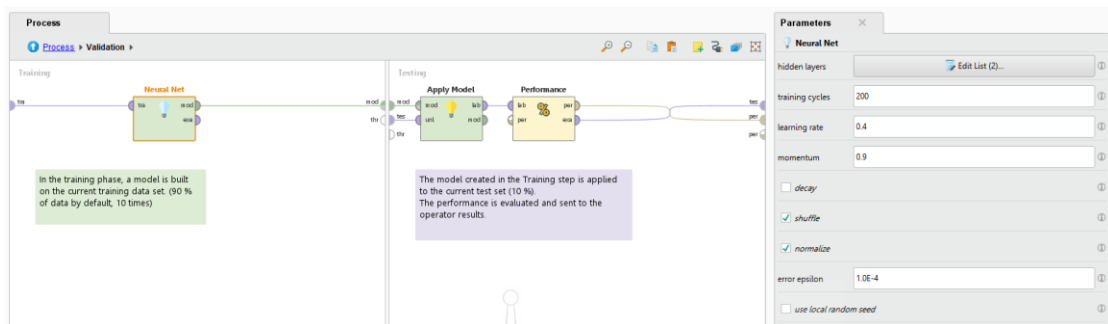 Process
Process ▸ Validation ▸
Training
Neural Net
tra
tra
mod
exa
mod
thr
In the training phase, a model is built
on the current training data set. (90 %
of data by default, 10 times)
Testing
Apply Model
Performance
mod
tes
thr
mod
unl
lab
mod
lab
per
per
exa
tes
per
per
The model created in the Training step is applied
to the current test set (10 %).
The performance is evaluated and sent to the
operator results.
Parameters
Neural Net
hidden layers
Edit List (2)...
training cycles
200
learning rate
0.4
momentum
0.9
decay
shuffle
normalize
error epsilon
1.0E-4
use local random seed